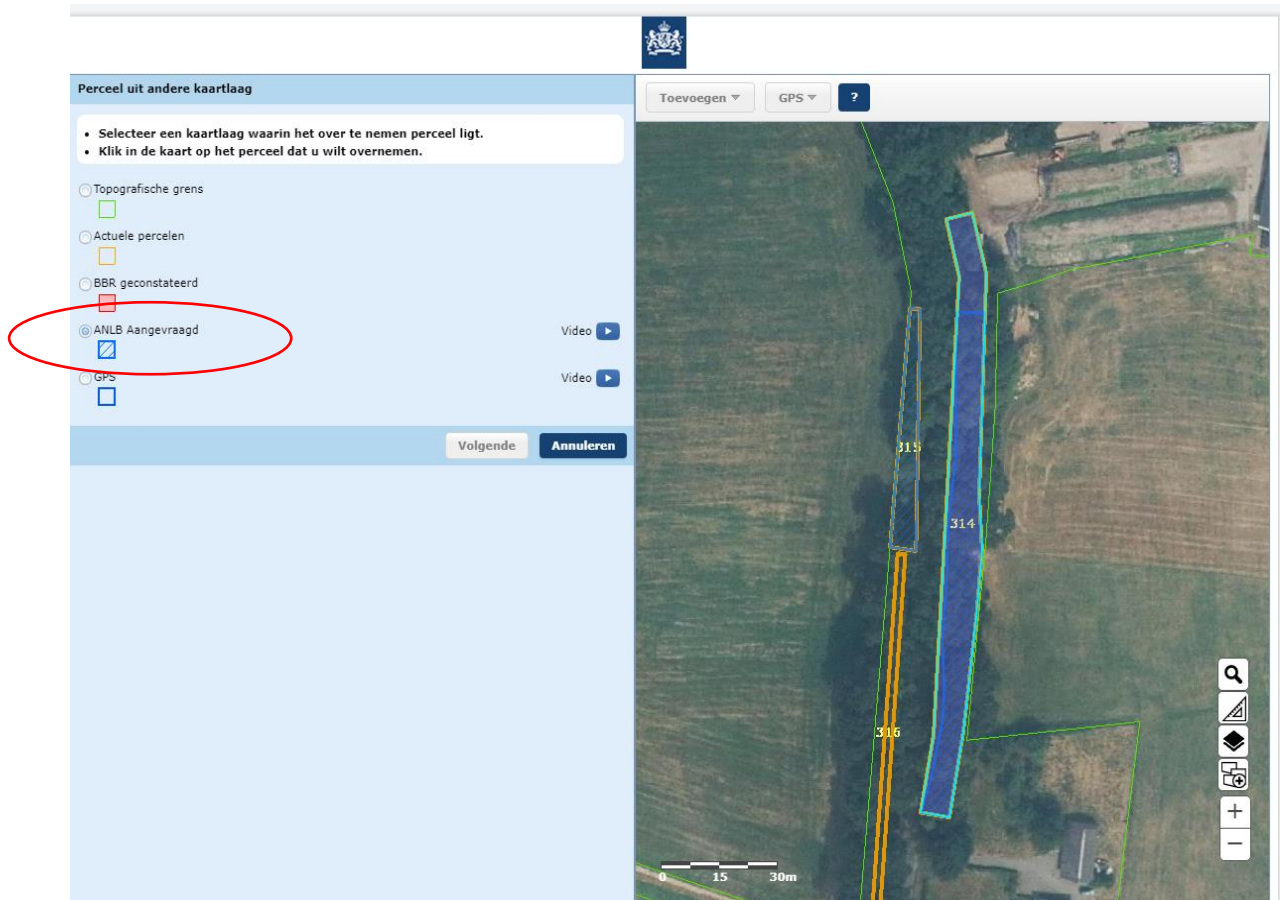 Perceel uit andere kaartlaag
• Selecteer een kaartlaag waarin het over te nemen perceel ligt.
• Klik in de kaart op het perceel dat u wilt overnemen.
Topografische grens
Actuele percelen
BBR geconstateerd
ANLB Aangevraagd
Video
GPS
Video
Volgende
Annuleren
Toevoegen
GPS
?
315
314
316
0 15 30m